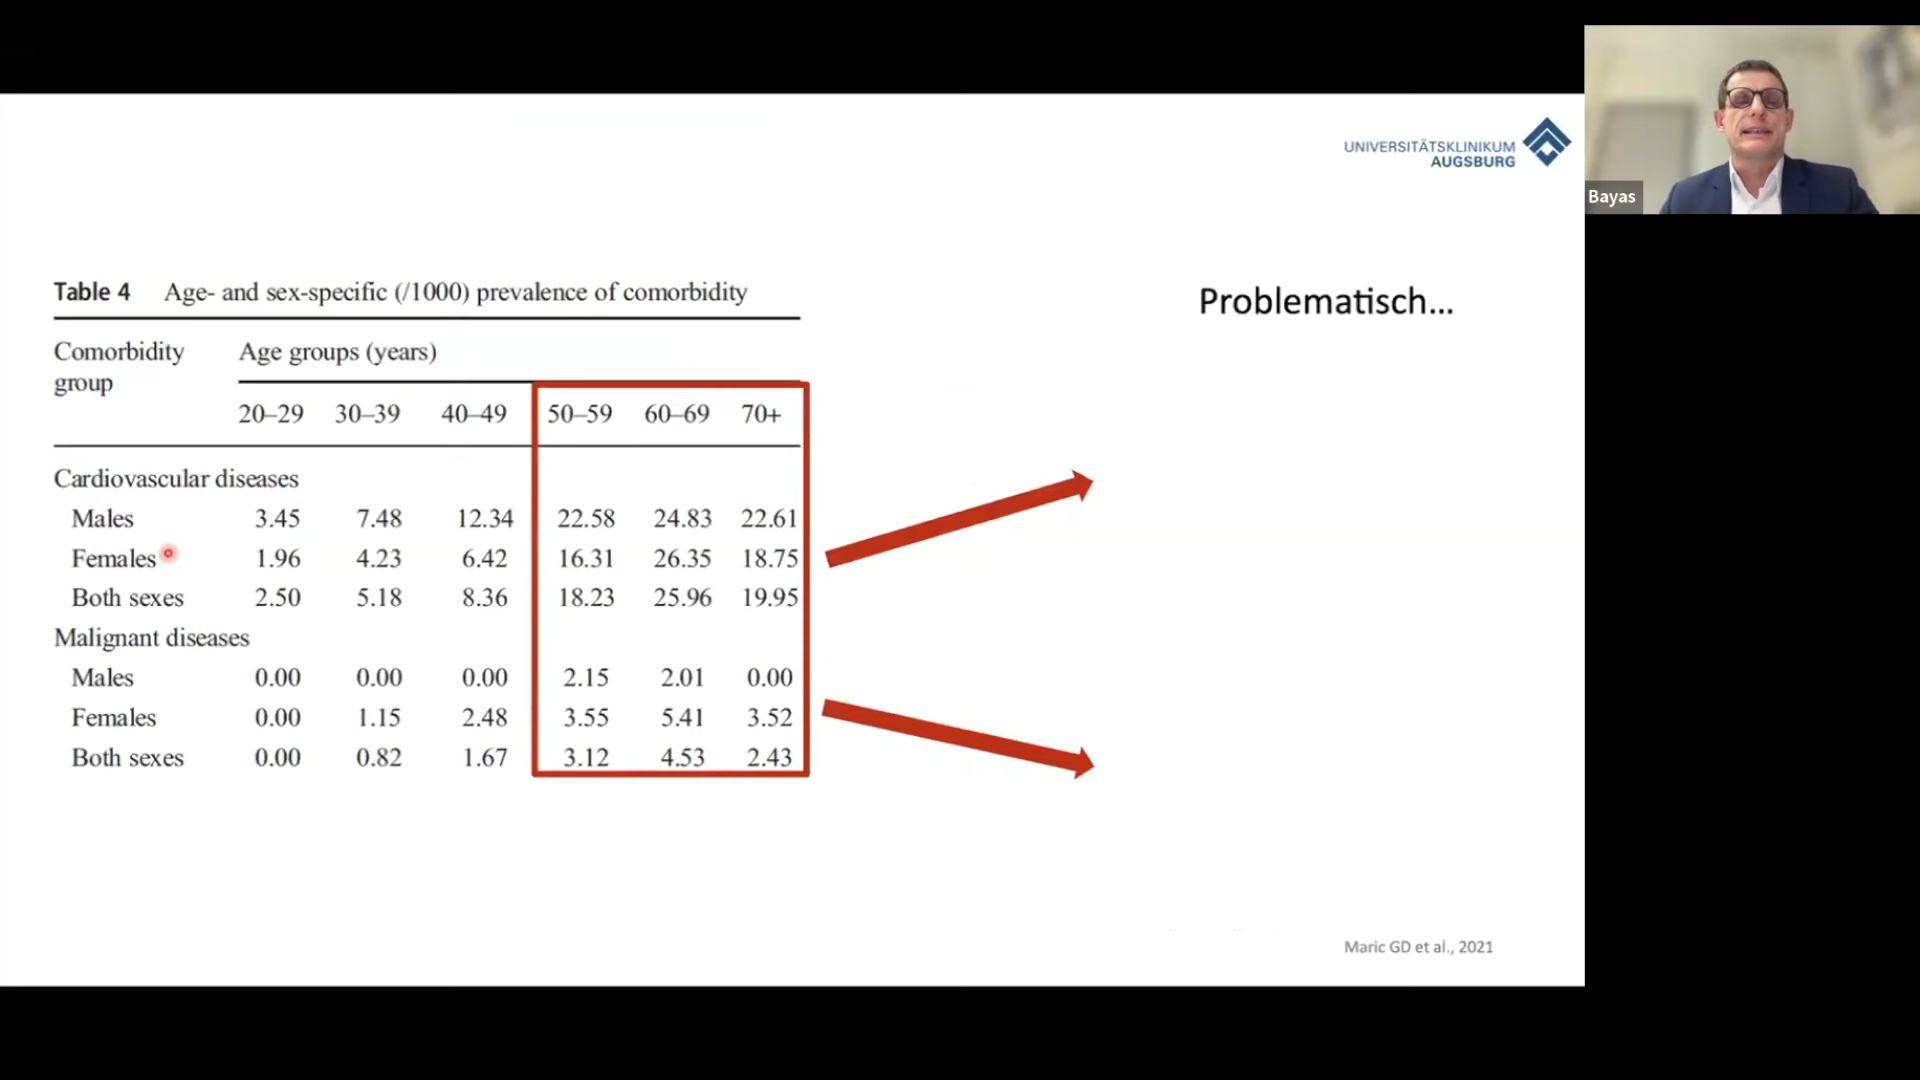 UNIVERSITÄTSKLINIKUM
AUGSBURG
Bayas
Table 4 Age- and sex-specific (/1000) prevalence of comorbidity
Problematisch...
Comorbidity group Age groups (years)
20–29 30–39 40–49 50–59 60–69 70+
Cardiovascular diseases
Males 3.45 7.48 12.34 22.58 24.83 22.61
Females 1.96 4.23 6.42 16.31 26.35 18.75
Both sexes 2.50 5.18 8.36 18.23 25.96 19.95
Malignant diseases
Males 0.00 0.00 0.00 2.15 2.01 0.00
Females 0.00 1.15 2.48 3.55 5.41 3.52
Both sexes 0.00 0.82 1.67 3.12 4.53 2.43
Maric GD et al., 2021